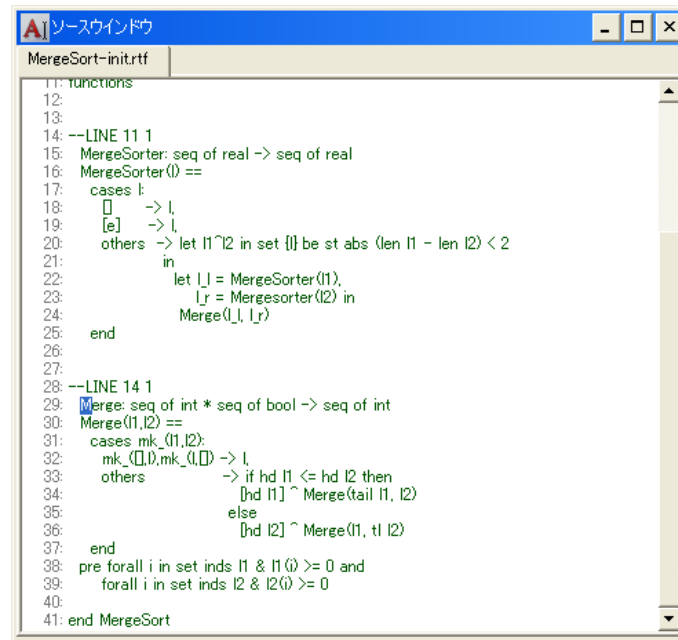 ソースウインドウ
MergeSort-init.rtf
11: functions
12:
13:
14: --LINE 11 1
15: MergeSorter: seq of real -> seq of real
16: MergeSorter(l) ==
17: cases l:
18: [] -> l,
19: [e] -> l,
20: others -> let l1^l2 in set {l} be st abs (len l1 - len l2) < 2
21: in
22: let l_l = MergeSorter(l1),
23: l_r = Mergesorter(l2) in
24: Merge(l_l, l_r)
25: end
26:
27:
28: --LINE 14 1
29: Merge: seq of int * seq of bool -> seq of int
30: Merge(l1,l2) ==
31: cases mk_(l1,l2):
32: mk_([],l),mk_(l,[]) -> l,
33: others -> if hd l1 <= hd l2 then
34: [hd l1] ^ Merge(tail l1, l2)
35: else
36: [hd l2] ^ Merge(l1, tl l2)
37: end
38: pre forall i in set inds l1 & l1(i) >= 0 and
39: forall i in set inds l2 & l2(i) >= 0
40:
41: end MergeSort